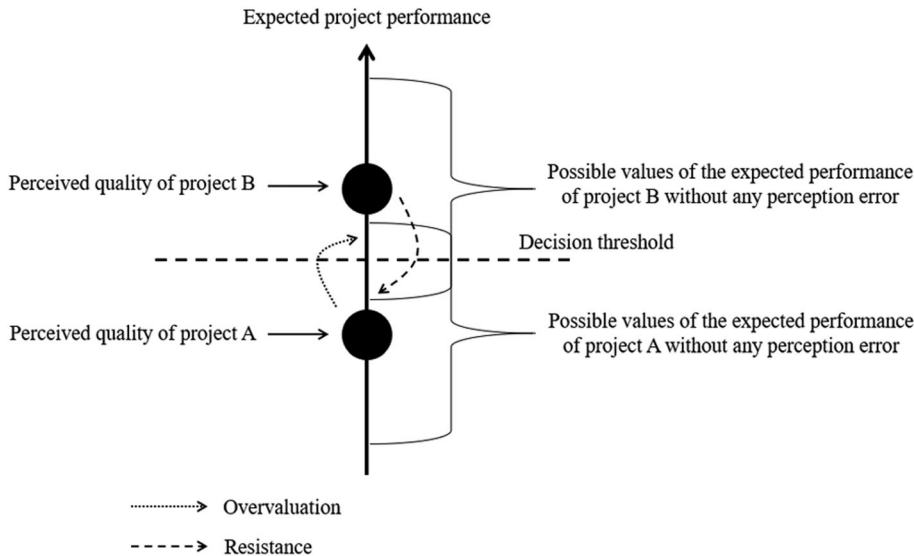 Expected project performance
Perceived quality of project B
Possible values of the expected performance
of project B without any perception error
Decision threshold
Perceived quality of project A
Possible values of the expected performance
of project A without any perception error
Overvaluation
Resistance